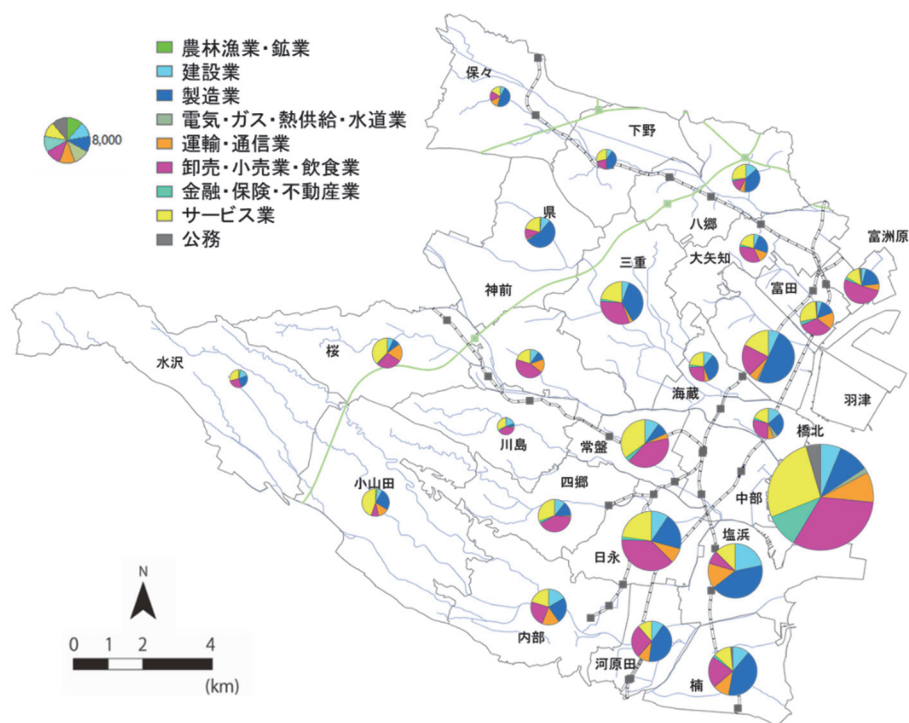 農林漁業・鉱業
建設業
製造業
電気・ガス・熱供給・水道業
運輸・通信業
卸売・小売業・飲食業
金融・保険・不動産業
サービス業
公務
8,000
保々
下野
八郷
大矢知
富洲原
富田
県
三重
神前
桜
水沢
海蔵
羽津
橋北
川島
常盤
小山田
四郷
中部
日永
塩浜
内部
河原田
楠
N
0 1 2 4
(km)